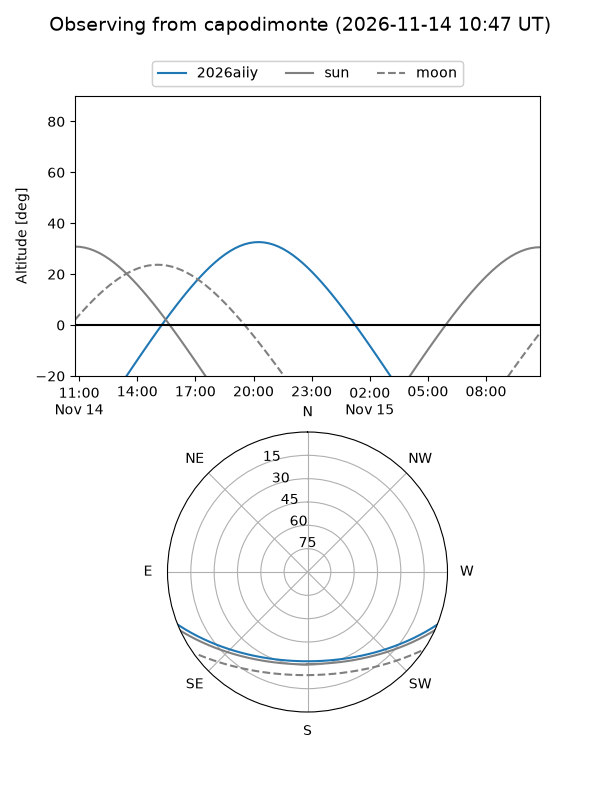 Observing from capodimonte (2026-11-14 10:47 UT)
2026aiiy sun moon
Altitude [deg]
80
60
40
20
0
−20
11:00 14:00 17:00 20:00 23:00 02:00 05:00 08:00
Nov 14 Nov 15
N
NE NW
15
30
45
60
75
E W
SE SW
S